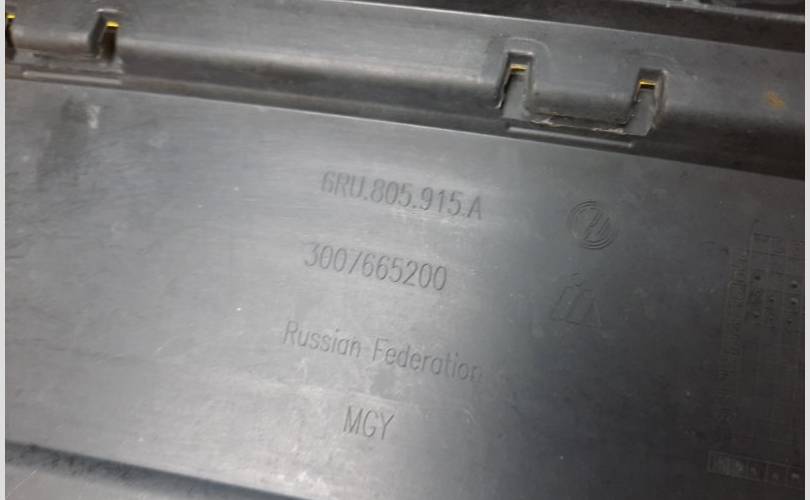 6RU.805.915.A
3007665200
Russian Federation
MGY